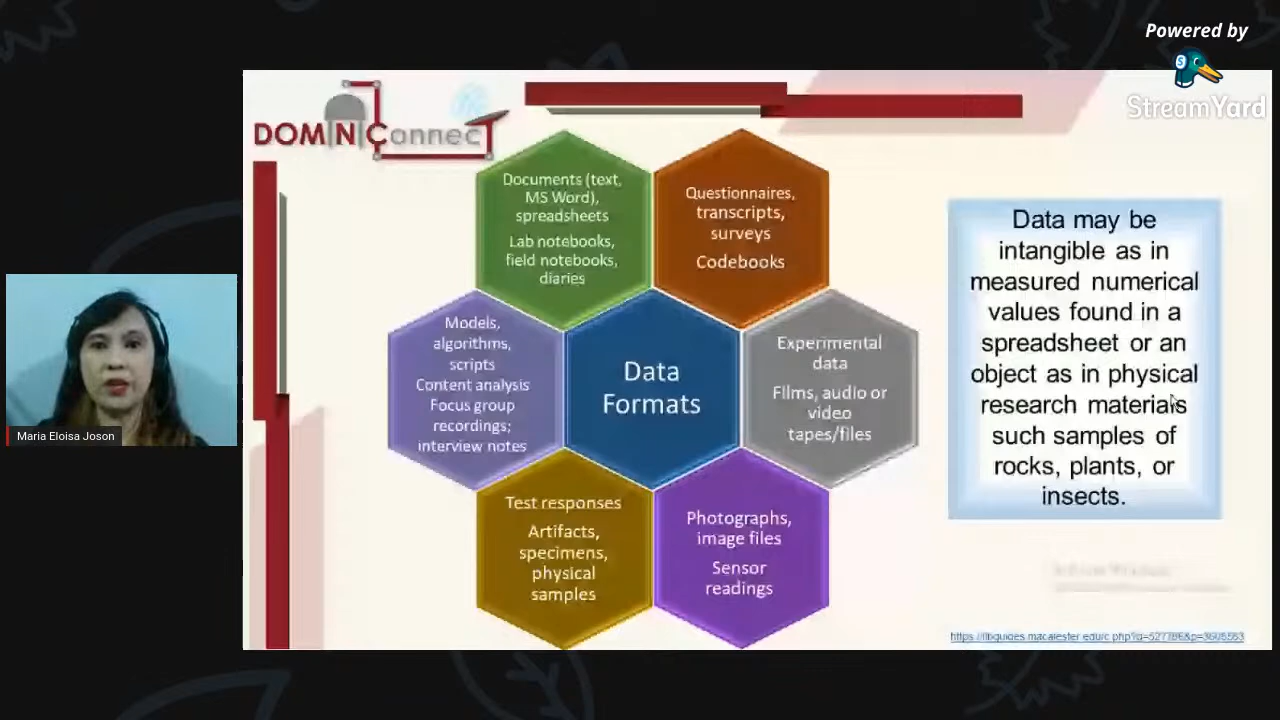 Powered by
StreamYard
DOMINIConnecT
Documents (text,
MS Word),
spreadsheets
Lab notebooks,
field notebooks,
diaries
Questionnaires,
transcripts,
surveys
Codebooks
Models,
algorithms,
scripts
Content analysis
Focus group
recordings;
interview notes
Data
Formats
Experimental
data
Films, audio or
video
tapes/files
Test responses
Artifacts,
specimens,
physical
samples
Photographs,
image files
Sensor
readings
Data may be
intangible as in
measured numerical
values found in a
spreadsheet or an
object as in physical
research materials
such samples of
rocks, plants, or
insects.
Maria Eloisa Joson